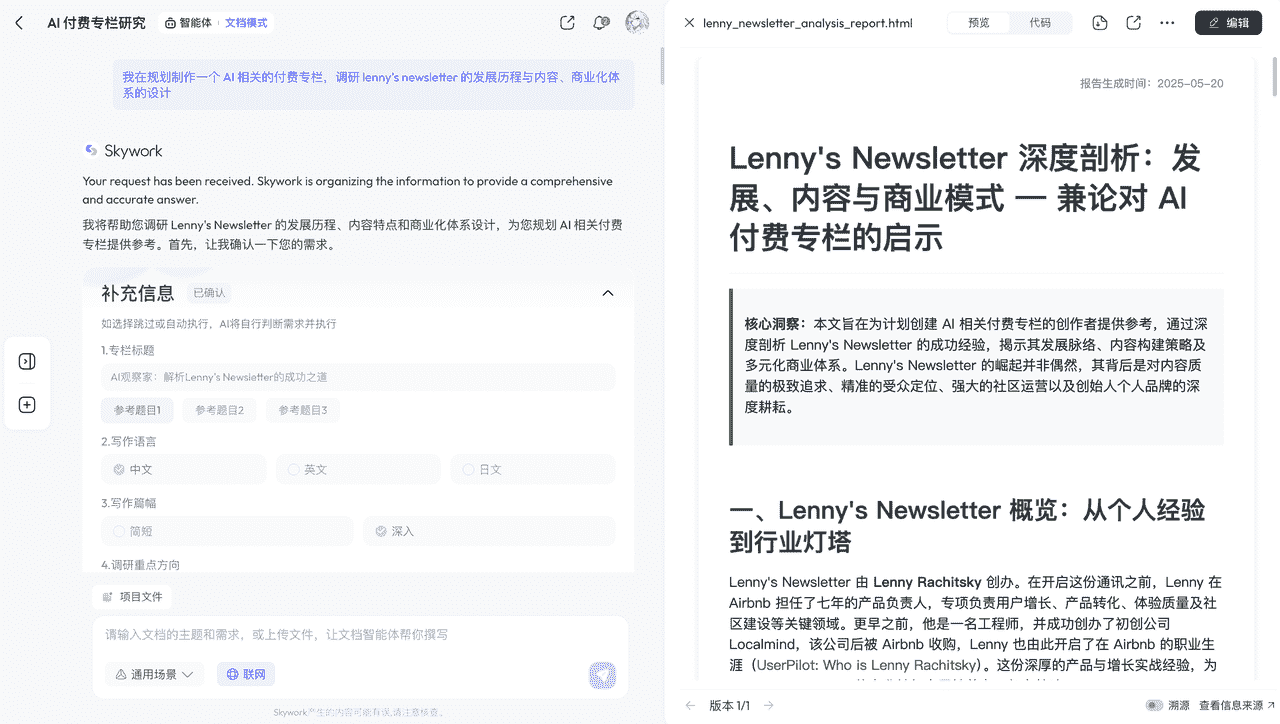 AI 付费专栏研究
智能体
文档模式
我在规划制作一个 AI 相关的付费专栏，调研 lenny's newsletter 的发展历程与内容、商业化体
系的设计
Skywork
Your request has been received. Skywork is organizing the information to provide a comprehensive
and accurate answer.
我将帮助您调研 Lenny's Newsletter 的发展历程、内容特点和商业化体系设计，为您规划 AI 相关付费
专栏提供参考。首先，让我确认一下您的需求。
补充信息 已确认
如选择跳过或自动执行，AI将自行判断需求并执行
1.专栏标题
AI观察家：解析Lenny's Newsletter的成功之道
参考题目1 参考题目2 参考题目3
2.写作语言
中文 英文 日文
3.写作篇幅
简短 深入
4.调研重点方向
项目文件
请输入文档的主题和需求，或上传文件，让文档智能体帮你撰写
通用场景 联网
Skywork产生的内容可能有误,请注意核查。
lenny_newsletter_analysis_report.html
预览 代码
编辑
报告生成时间：2025-05-20
Lenny's Newsletter 深度剖析：发
展、内容与商业模式 — 兼论对 AI
付费专栏的启示
核心洞察：本文旨在为计划创建 AI 相关付费专栏的创作者提供参考，通过深
度剖析 Lenny's Newsletter 的成功经验，揭示其发展脉络、内容构建策略及
多元化商业体系。Lenny's Newsletter 的崛起并非偶然，其背后是对内容质
量的极致追求、精准的受众定位、强大的社区运营以及创始人个人品牌的深
度耕耘。
一、Lenny's Newsletter 概览：从个人经验
到行业灯塔
Lenny's Newsletter 由 Lenny Rachitsky 创办。在开启这份通讯之前，Lenny 在
Airbnb 担任了七年的产品负责人，专项负责用户增长、产品转化、体验质量及社
区建设等关键领域。更早之前，他是一名工程师，并成功创办了初创公司
Localmind，该公司后被 Airbnb 收购，Lenny 也由此开启了在 Airbnb 的职业生
涯（UserPilot: Who is Lenny Rachitsky）。这份深厚的产品与增长实战经验，为
版本 1/1
溯源 查看信息来源